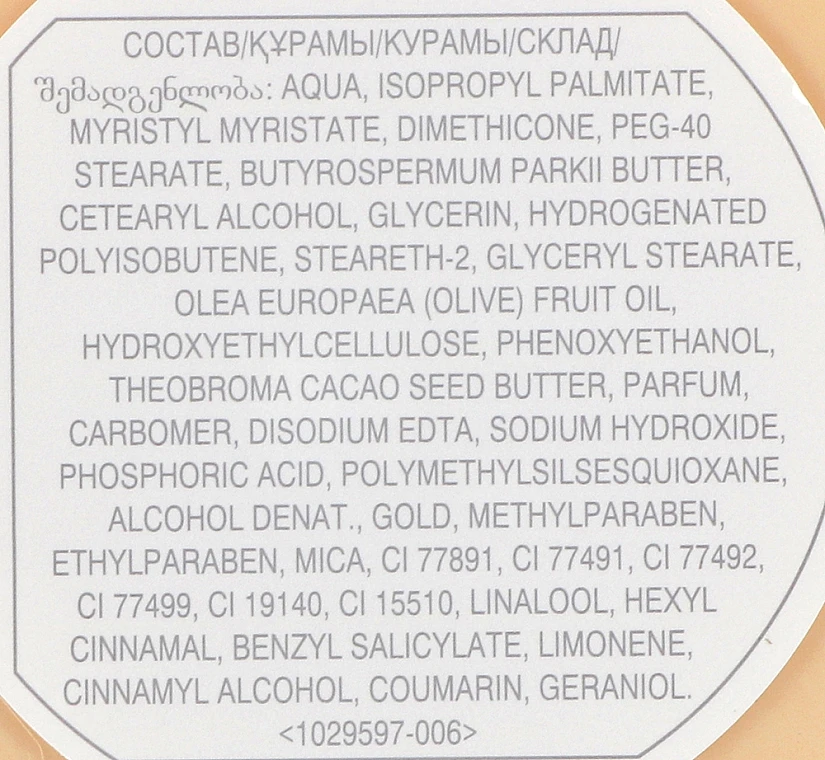 СОСТАВ/ҚҰРАМЫ/КУРАМЫ/СКЛАД/
შემადგენლობა: AQUA, ISOPROPYL PALMITATE,
MYRISTYL MYRISTATE, DIMETHICONE, PEG-40
STEARATE, BUTYROSPERMUM PARKII BUTTER,
CETEARYL ALCOHOL, GLYCERIN, HYDROGENATED
POLYISOBUTENE, STEARETH-2, GLYCERYL STEARATE,
OLEA EUROPAEA (OLIVE) FRUIT OIL,
HYDROXYETHYLCELLULOSE, PHENOXYETHANOL,
THEOBROMA CACAO SEED BUTTER, PARFUM,
CARBOMER, DISODIUM EDTA, SODIUM HYDROXIDE,
PHOSPHORIC ACID, POLYMETHYLSILSESQUIOXANE,
ALCOHOL DENAT., GOLD, METHYLPARABEN,
ETHYLPARABEN, MICA, CI 77891, CI 77491, CI 77492,
CI 77499, CI 19140, CI 15510, LINALOOL, HEXYL
CINNAMAL, BENZYL SALICYLATE, LIMONENE,
CINNAMYL ALCOHOL, COUMARIN, GERANIOL.
<1029597-006>